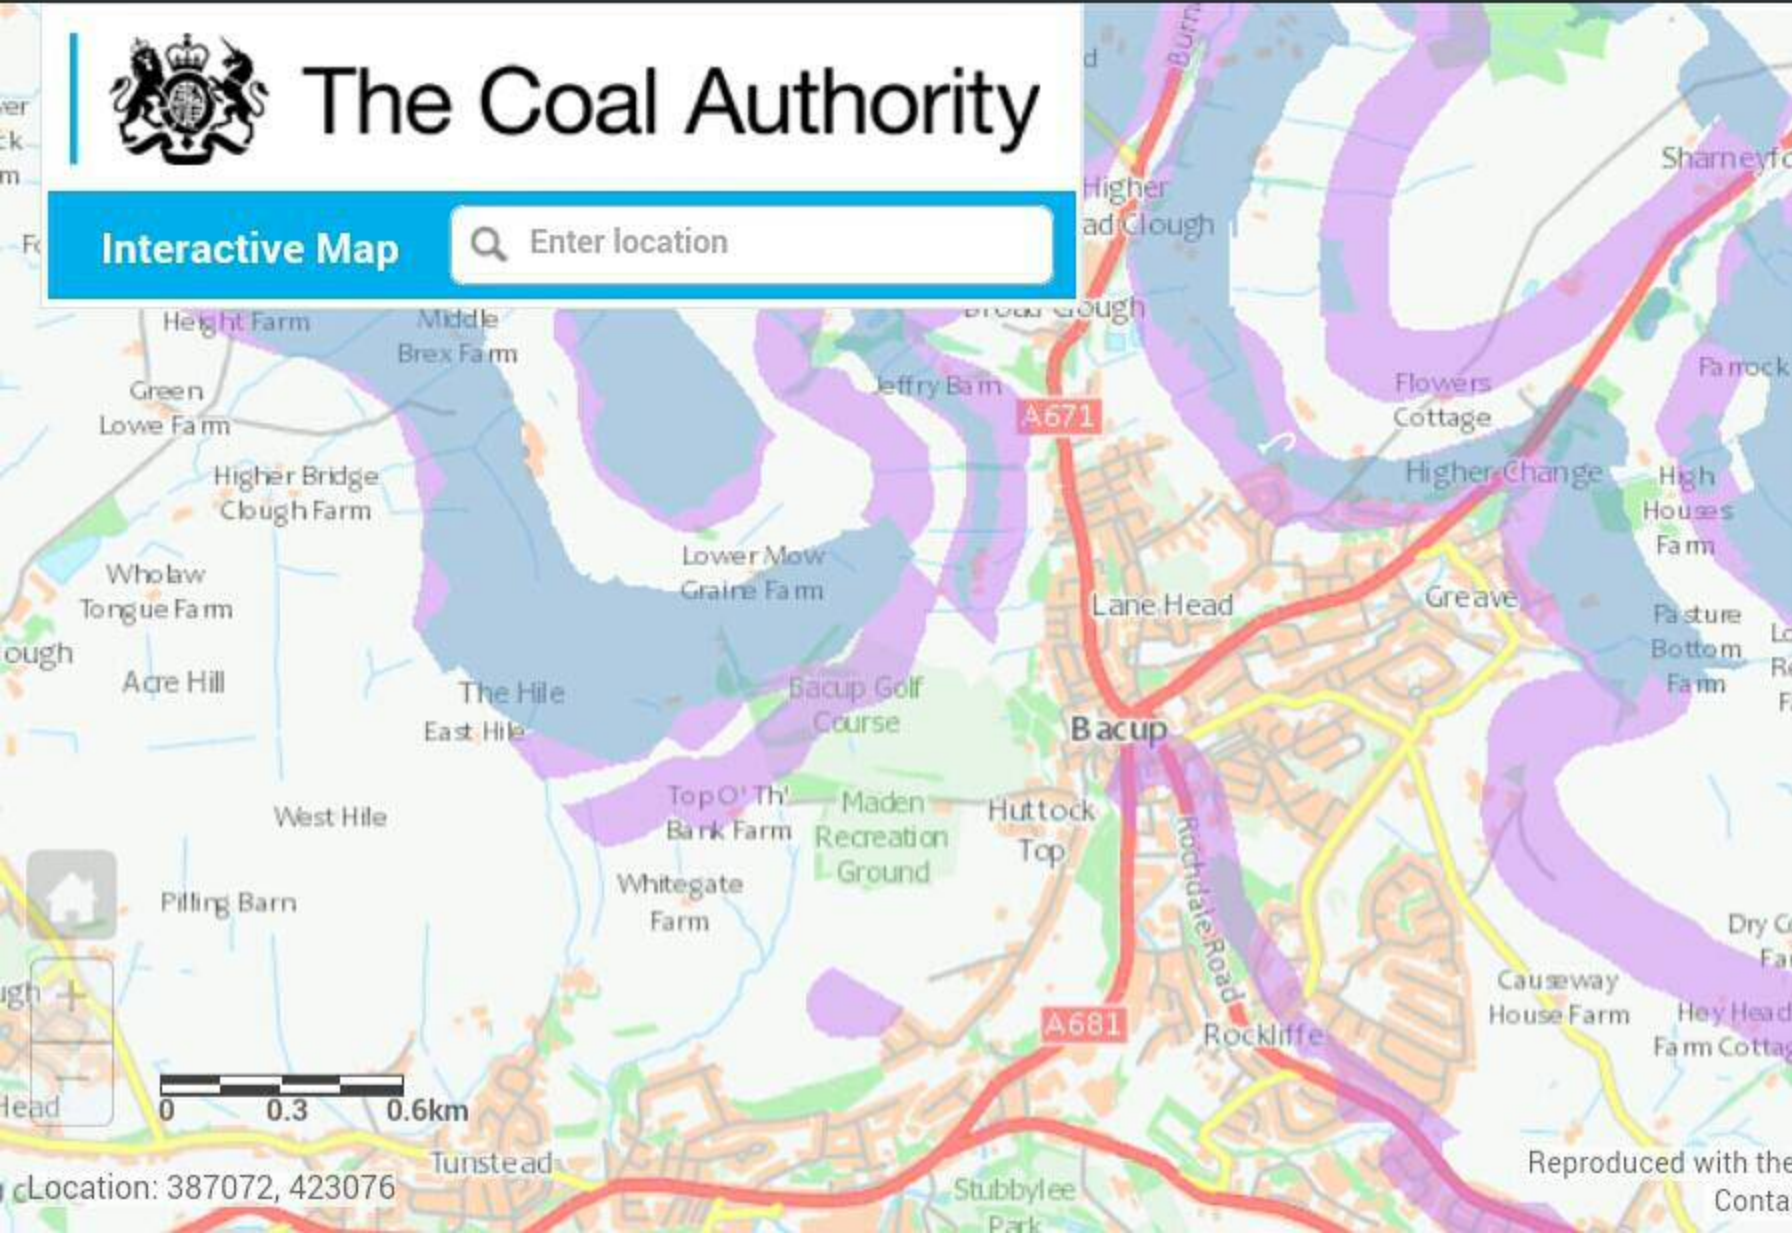 The Coal Authority
Interactive Map
Enter location
Higher
Sharneyfo
Height Farm
Middle
Brex Farm
Green
Lowe Farm
Jeffry Barn
A671
Flowers
Cottage
Parrock
Higher Bridge
Clough Farm
Higher Change
High
Houses
Farm
Lower Mow
Graine Farm
Wholaw
Tongue Farm
Lane Head
Greave
Pasture
Bottom
Farm
ough
Acre Hill
The Hile
East Hile
Bacup Golf
Course
Bacup
West Hile
Top O' Th'
Bank Farm
Maden
Recreation
Ground
Huttock
Top
Rochdale Road
Whitegate
Farm
Pilling Barn
Dry
Causeway
House Farm
Hey Head
Farm Cottag
A681
Rockliffe
0 0.3 0.6km
Head
Tunstead
Location: 387072, 423076
Stubbylee
Park
Reproduced with the
Conta